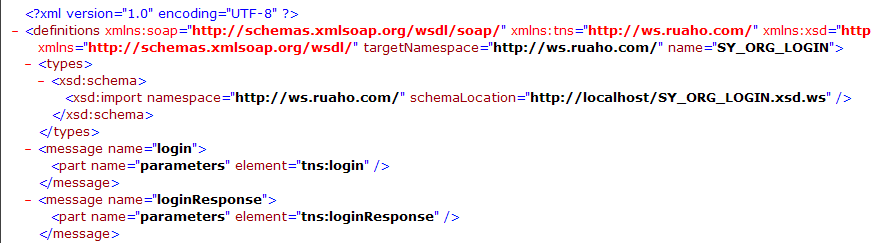 <?xml version="1.0" encoding="UTF-8" ?>
- <definitions xmlns:soap="http://schemas.xmlsoap.org/wsdl/soap/" xmlns:tns="http://ws.ruaho.com/" xmlns:xsd="http
xmlns="http://schemas.xmlsoap.org/wsdl/" targetNamespace="http://ws.ruaho.com/" name="SY_ORG_LOGIN">
- <types>
- <xsd:schema>
<xsd:import namespace="http://ws.ruaho.com/" schemaLocation="http://localhost/SY_ORG_LOGIN.xsd.ws" />
</xsd:schema>
</types>
- <message name="login">
<part name="parameters" element="tns:login" />
</message>
- <message name="loginResponse">
<part name="parameters" element="tns:loginResponse" />
</message>